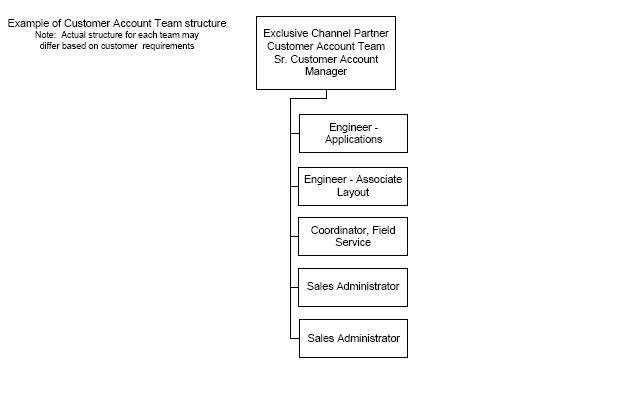 Example of Customer Account Team structure
Note:  Actual structure for each team may
differ based on customer  requirements
Exclusive Channel Partner
Customer Account Team
Sr. Customer Account
Manager
Engineer -
Applications
Engineer - Associate
Layout
Coordinator, Field
Service
Sales Administrator
Sales Administrator